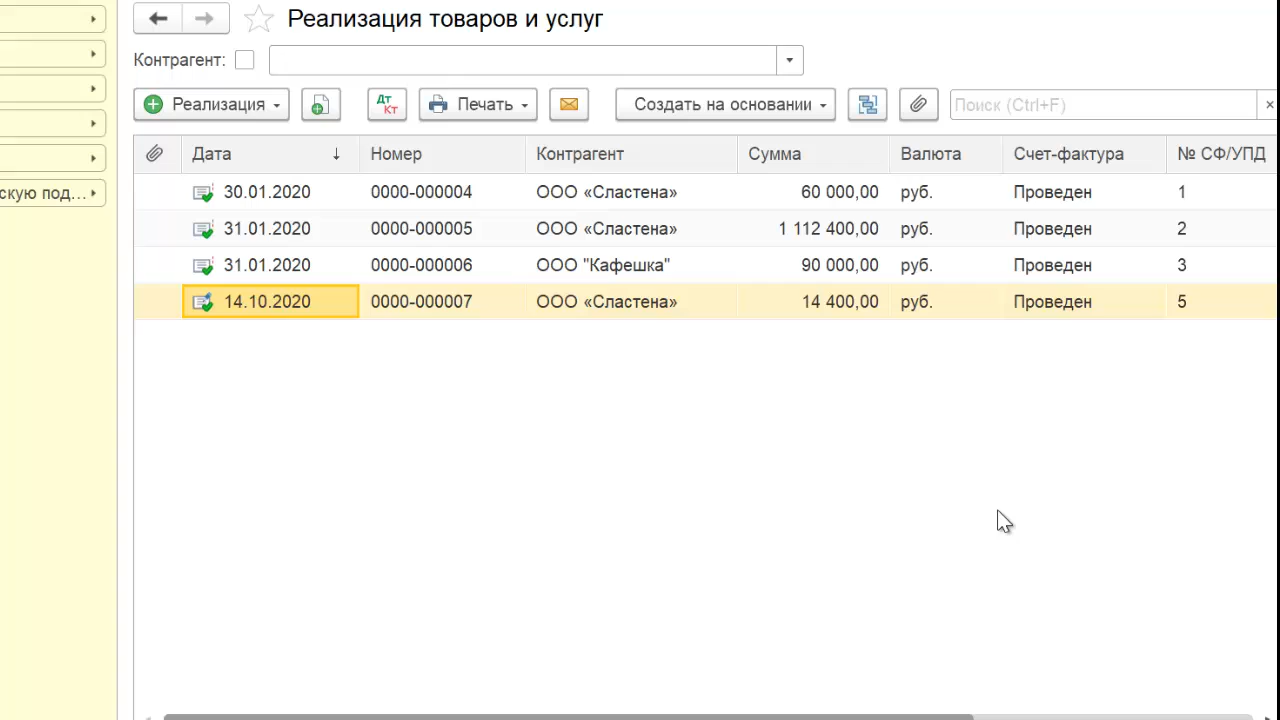 Реализация товаров и услуг
Контрагент:
Реализация Дт Кт Печать Создать на основании Поиск (Ctrl+F) ×
Дата ↓ Номер Контрагент Сумма Валюта Счет-фактура № СФ/УПД
скую под...
30.01.2020 0000-000004 ООО «Сластена» 60 000,00 руб. Проведен 1
31.01.2020 0000-000005 ООО «Сластена» 1 112 400,00 руб. Проведен 2
31.01.2020 0000-000006 ООО "Кафешка" 90 000,00 руб. Проведен 3
14.10.2020 0000-000007 ООО «Сластена» 14 400,00 руб. Проведен 5